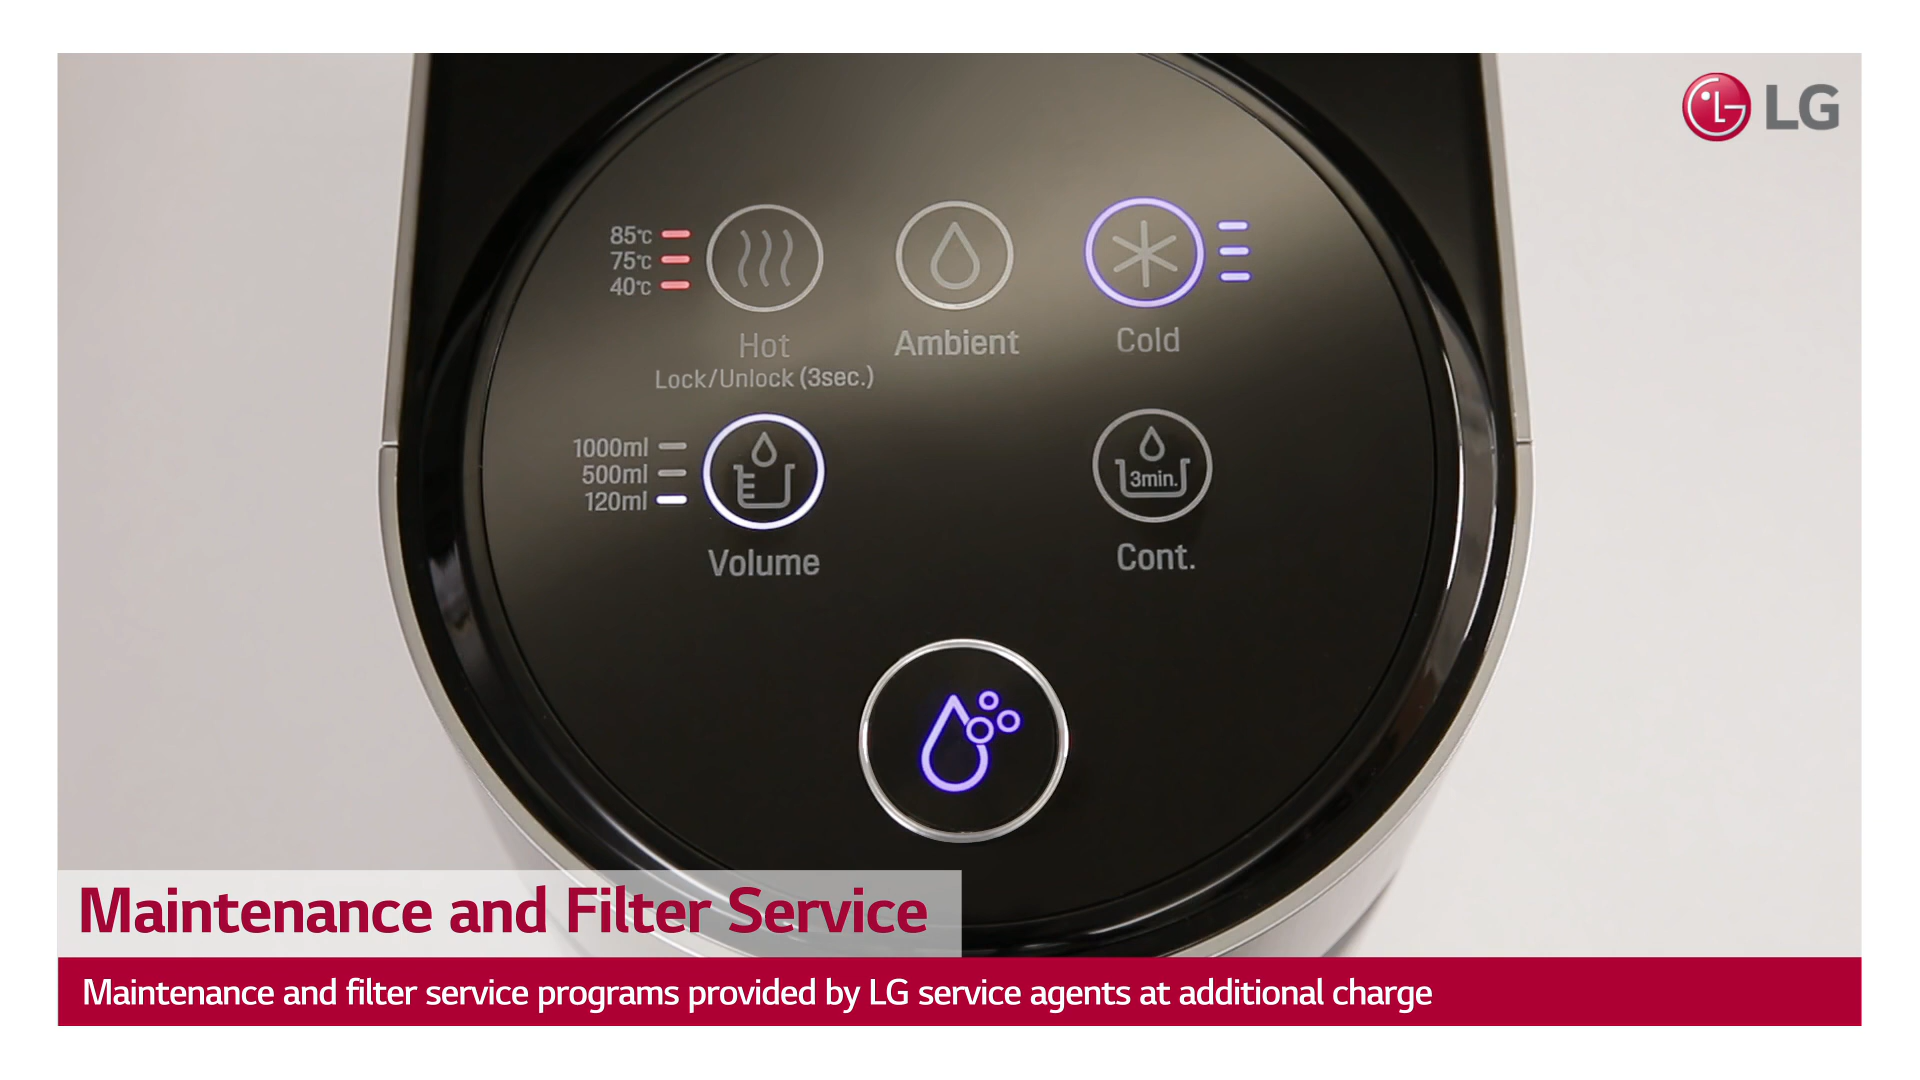 LG
85℃
75℃
40℃
Hot
Lock/Unlock (3sec.)
Ambient
Cold
1000ml
500ml
120ml
Volume
3min.
Cont.
Maintenance and Filter Service
Maintenance and filter service programs provided by LG service agents at additional charge